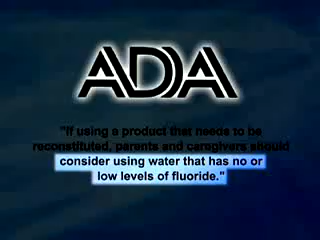 ADA
"If using a product that needs to be
reconstituted, parents and caregivers should
consider using water that has no or
low levels of fluoride."